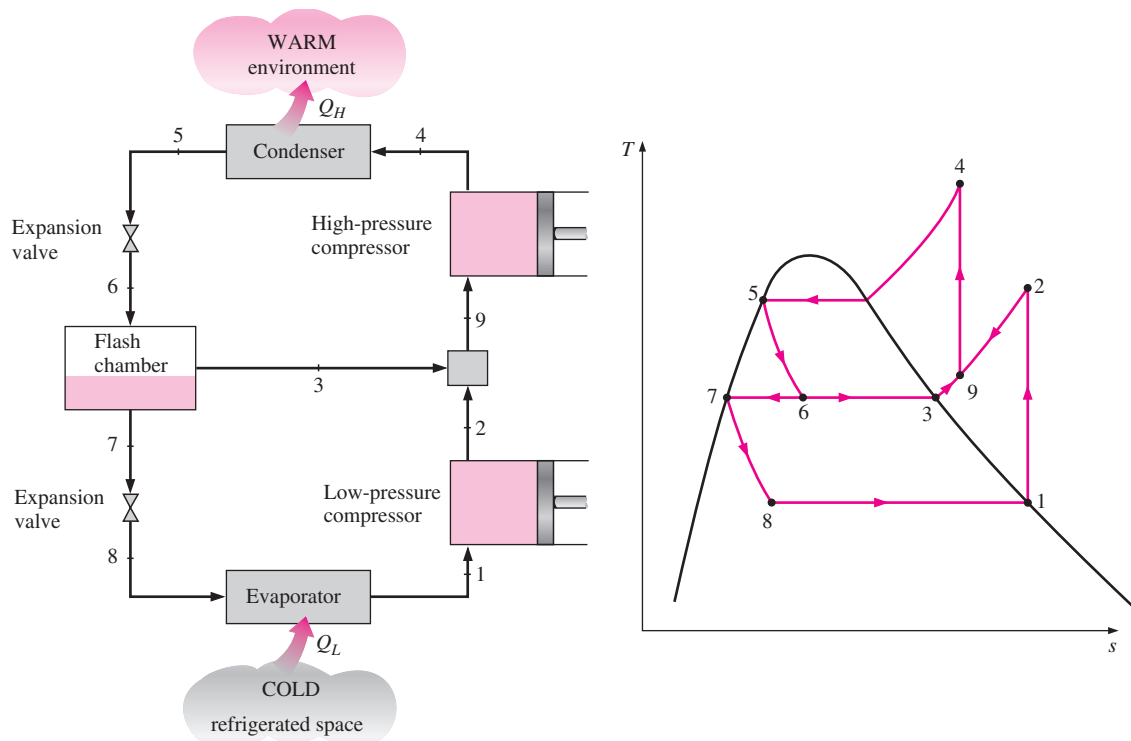 WARM
environment
Q_H
5
4
Condenser
Expansion
valve
High-pressure
compressor
6
9
Flash
chamber
3
7
2
Expansion
valve
Low-pressure
compressor
8
1
Evaporator
Q_L
COLD
refrigerated space
T
4
5
2
7
6
3
9
8
1
s